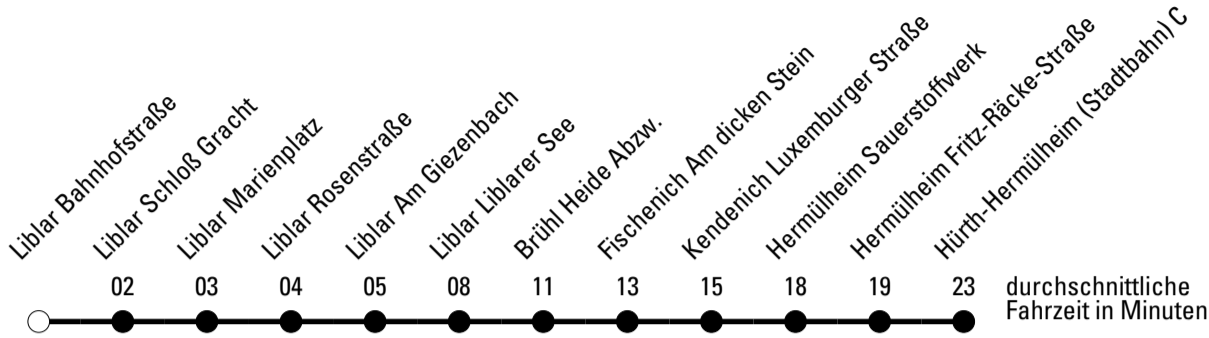 Liblar Bahnhofstraße
Liblar Schloß Gracht
Liblar Marienplatz
Liblar Rosenstraße
Liblar Am Giezenbach
Liblar Liblarer See
Brühl Heide Abzw.
Fischenich Am dicken Stein
Kendenich Luxemburger Straße
Hermülheim Sauerstoffwerk
Hermülheim Fritz-Räcke-Straße
Hürth-Hermülheim (Stadtbahn) C
02 03 04 05 08 11 13 15 18 19 23
durchschnittliche
Fahrzeit in Minuten